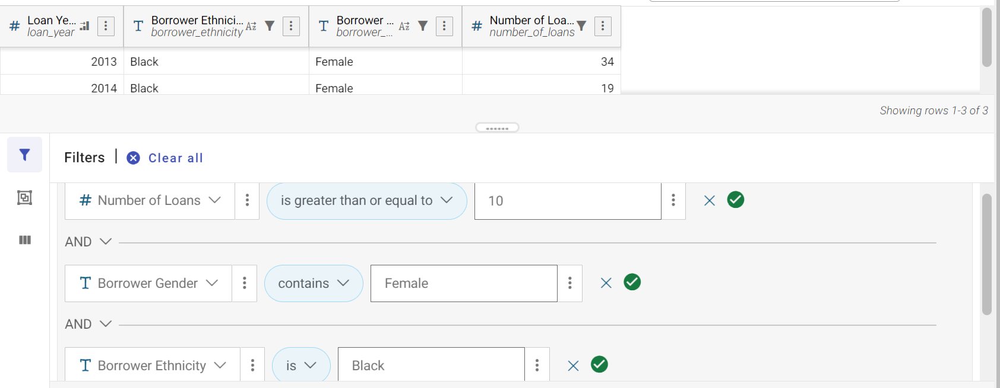 # Loan Ye... T Borrower Ethnici... AZ T Borrower ... AZ # Number of Loa...
loan_year borrower_ethnicity borrower_... number_of_loans
2013 Black Female 34
2014 Black Female 19
Showing rows 1-3 of 3
Filters | Clear all
# Number of Loans is greater than or equal to 10
AND
T Borrower Gender contains Female
AND
T Borrower Ethnicity is Black